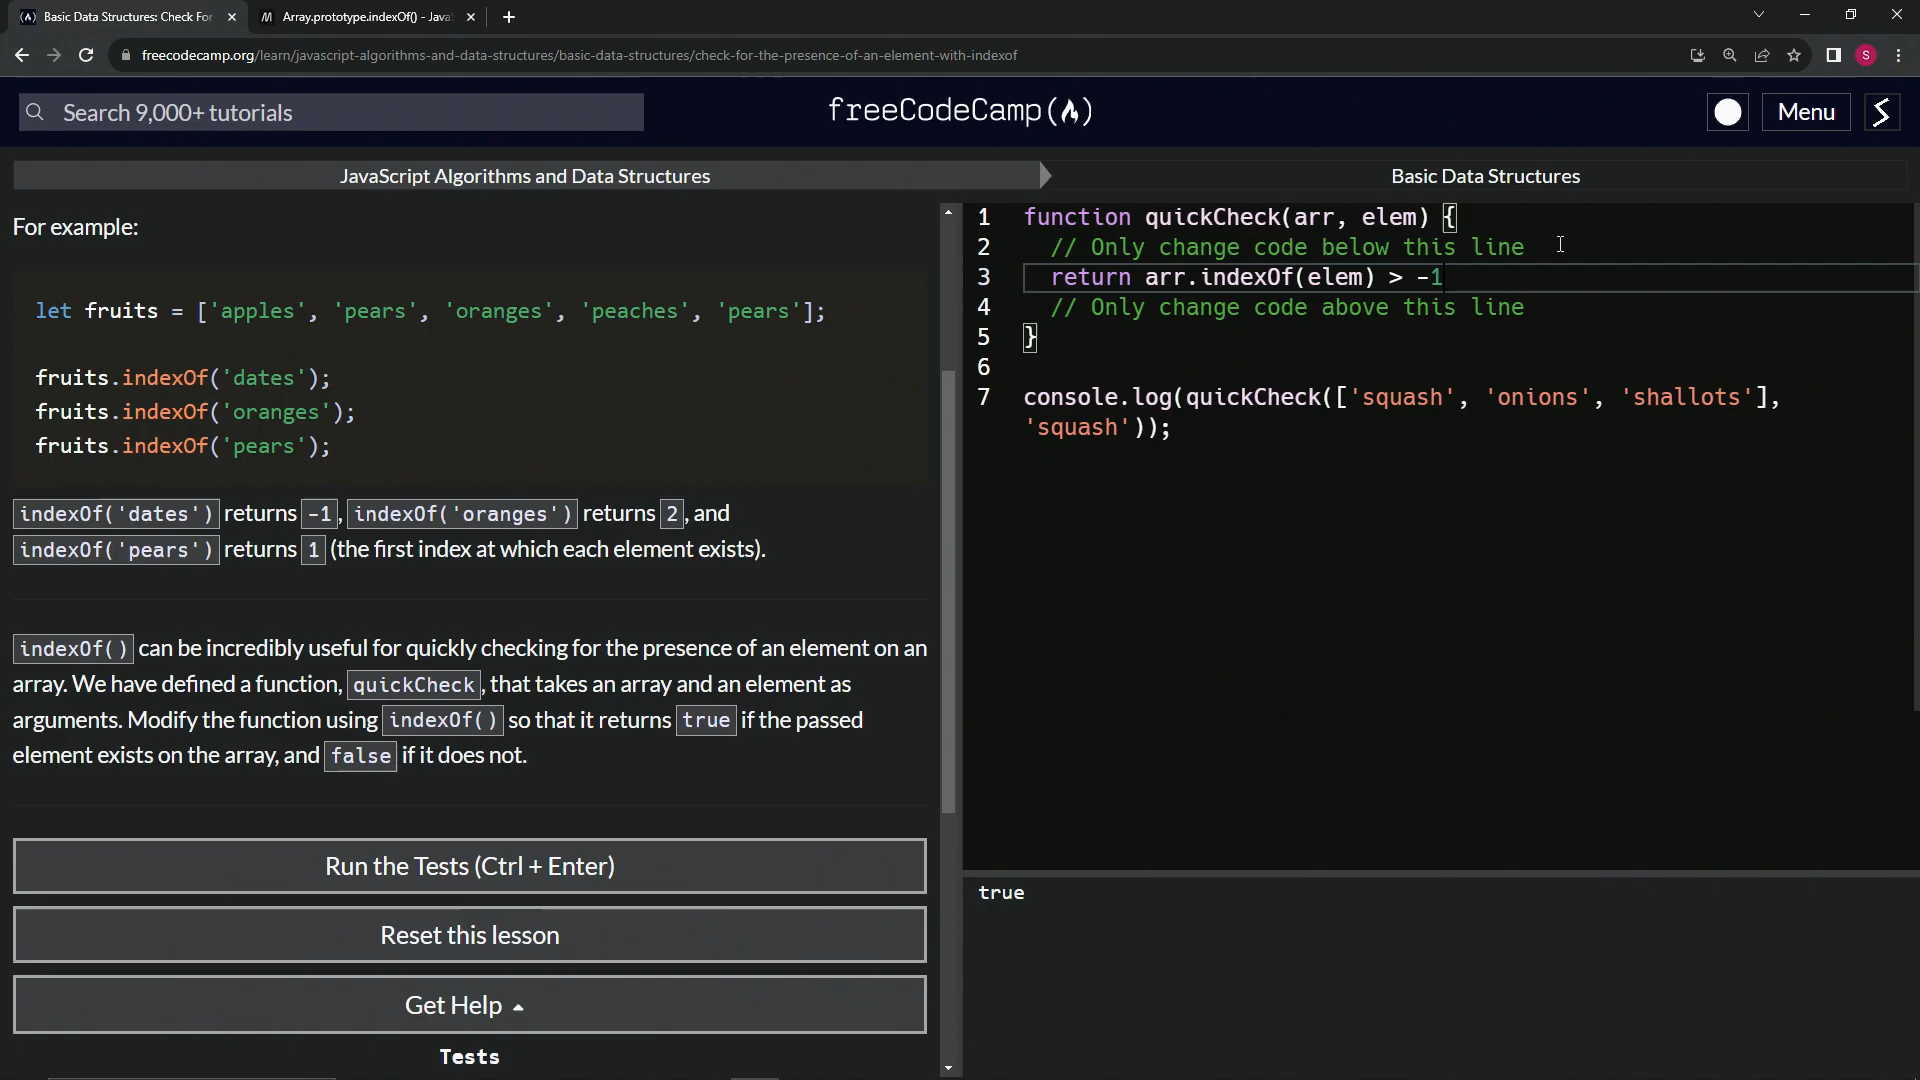 Basic Data Structures: Check For
Array.prototype.indexOf() - Java
freecodecamp.org/learn/javascript-algorithms-and-data-structures/basic-data-structures/check-for-the-presence-of-an-element-with-indexof
S
Search 9,000+ tutorials
freeCodeCamp
Menu
JavaScript Algorithms and Data Structures
Basic Data Structures
For example:
let fruits = ['apples', 'pears', 'oranges', 'peaches', 'pears'];
fruits.indexOf('dates');
fruits.indexOf('oranges');
fruits.indexOf('pears');
indexOf('dates') returns -1, indexOf('oranges') returns 2, and
indexOf('pears') returns 1 (the first index at which each element exists).
indexOf() can be incredibly useful for quickly checking for the presence of an element on an
array. We have defined a function, quickCheck, that takes an array and an element as
arguments. Modify the function using indexOf() so that it returns true if the passed
element exists on the array, and false if it does not.
Run the Tests (Ctrl + Enter)
Reset this lesson
Get Help
Tests
1 function quickCheck(arr, elem) {
2 // Only change code below this line
3 return arr.indexOf(elem) > -1
4 // Only change code above this line
5 }
6
7 console.log(quickCheck(['squash', 'onions', 'shallots'],
'squash'));
true